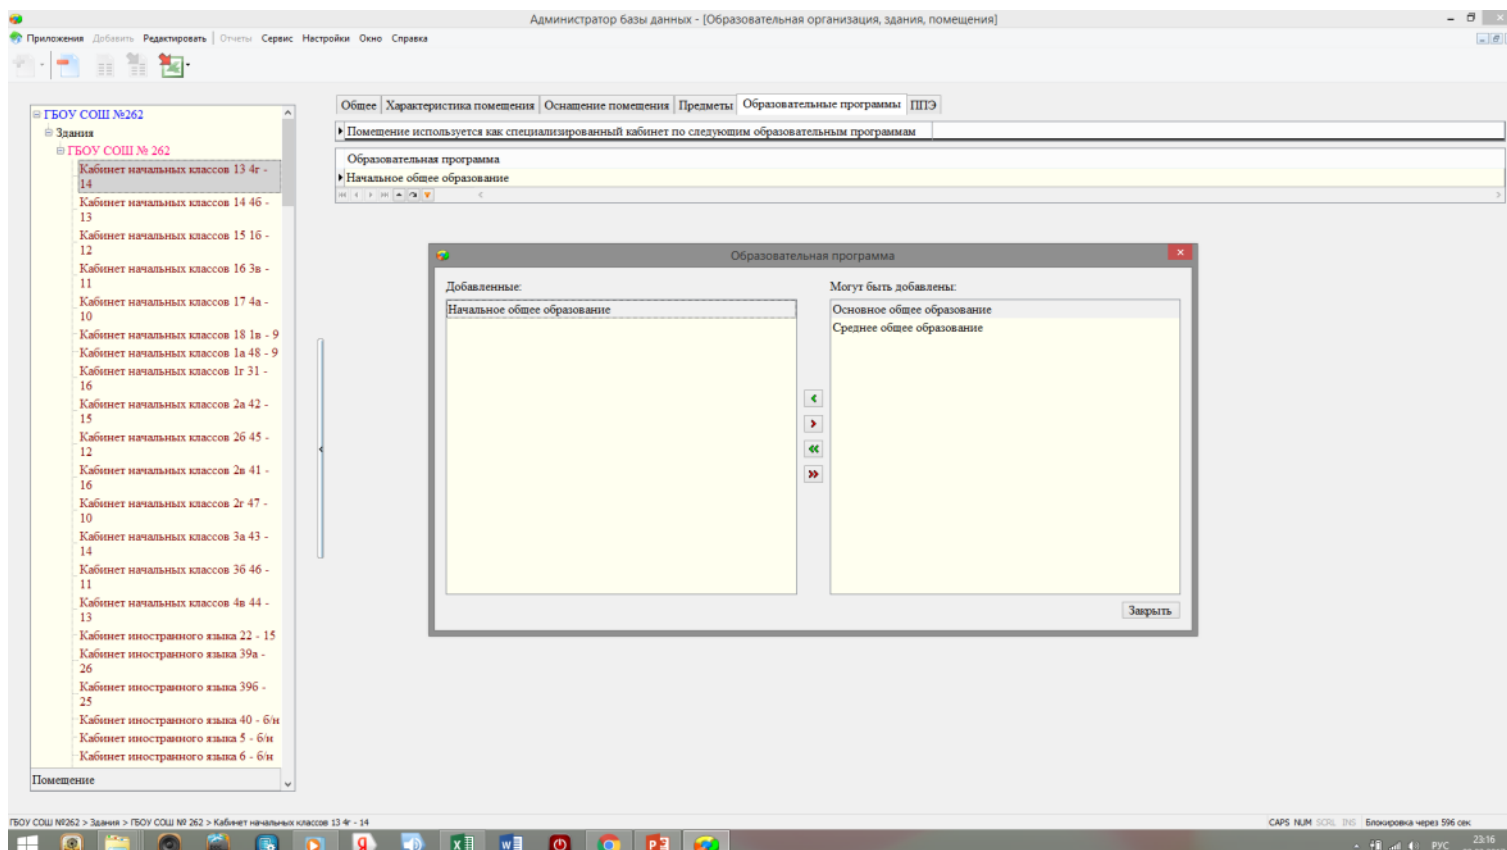 Администратор базы данных - [Образовательная организация, здания, помещения]
Приложения Добавить Редактировать Отчеты Сервис Настройки Окно Справка
Общее Характеристика помещения Оснащение помещения Предметы Образовательные программы ППЭ
Помещение используется как специализированный кабинет по следующим образовательным программам
Образовательная программа
Начальное общее образование
ГБОУ СОШ №262
Здания
ГБОУ СОШ № 262
Кабинет начальных классов 13 4г -
14
Кабинет начальных классов 14 4б -
13
Кабинет начальных классов 15 1б -
12
Кабинет начальных классов 16 3в -
11
Кабинет начальных классов 17 4а -
10
Кабинет начальных классов 18 1в - 9
Кабинет начальных классов 1а 48 - 9
Кабинет начальных классов 1г 31 -
16
Кабинет начальных классов 2а 42 -
15
Кабинет начальных классов 2б 45 -
12
Кабинет начальных классов 2в 41 -
16
Кабинет начальных классов 2г 47 -
10
Кабинет начальных классов 3а 43 -
14
Кабинет начальных классов 3б 46 -
11
Кабинет начальных классов 4в 44 -
13
Кабинет иностранного языка 22 - 15
Кабинет иностранного языка 39а -
26
Кабинет иностранного языка 39б -
25
Кабинет иностранного языка 40 - б/н
Кабинет иностранного языка 5 - б/н
Кабинет иностранного языка 6 - б/н
Помещение
Образовательная программа
Добавленные:
Начальное общее образование
Могут быть добавлены:
Основное общее образование
Среднее общее образование
Закрыть
ГБОУ СОШ №262 > Здания > ГБОУ СОШ № 262 > Кабинет начальных классов 13 4г - 14
CAPS NUM SCRL INS Блокировка через 596 сек
РУС 23:16